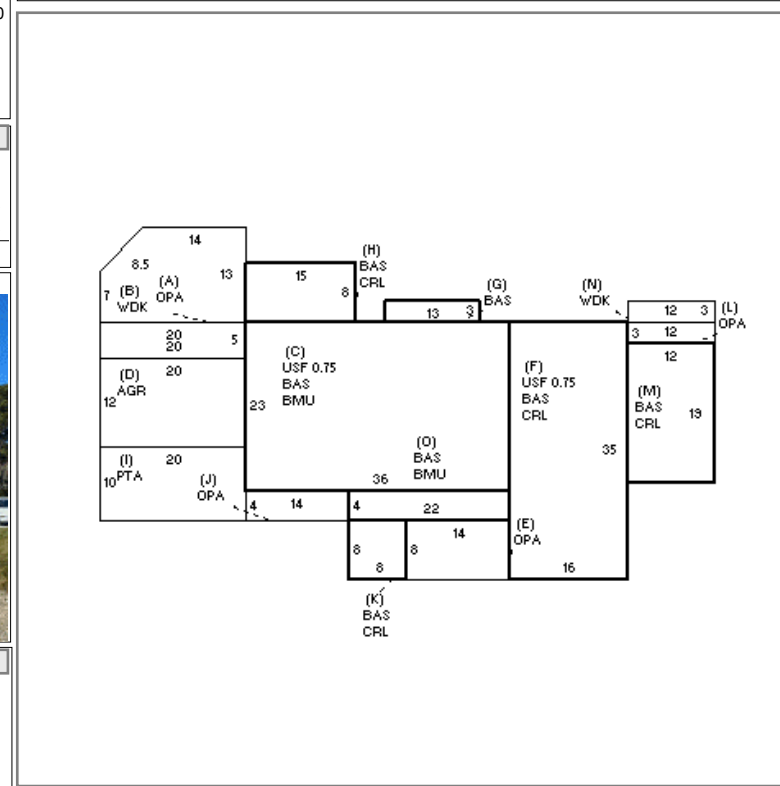 14
8.5
13
7
(B)
WDK
(A)
OPA
15
8
(H)
BAS
CRL
(G)
BAS
13
3
(N)
WDK
12
3
(L)
OPA
3
12
20
20
5
(C)
USF 0.75
BAS
BMU
23
36
(D)
AGR
20
12
(F)
USF 0.75
BAS
CRL
35
16
12
(M)
BAS
CRL
19
(O)
BAS
BMU
(I)
PTA
20
10
(J)
OPA
4
14
4
22
8
8
8
14
(E)
OPA
(K)
BAS
CRL